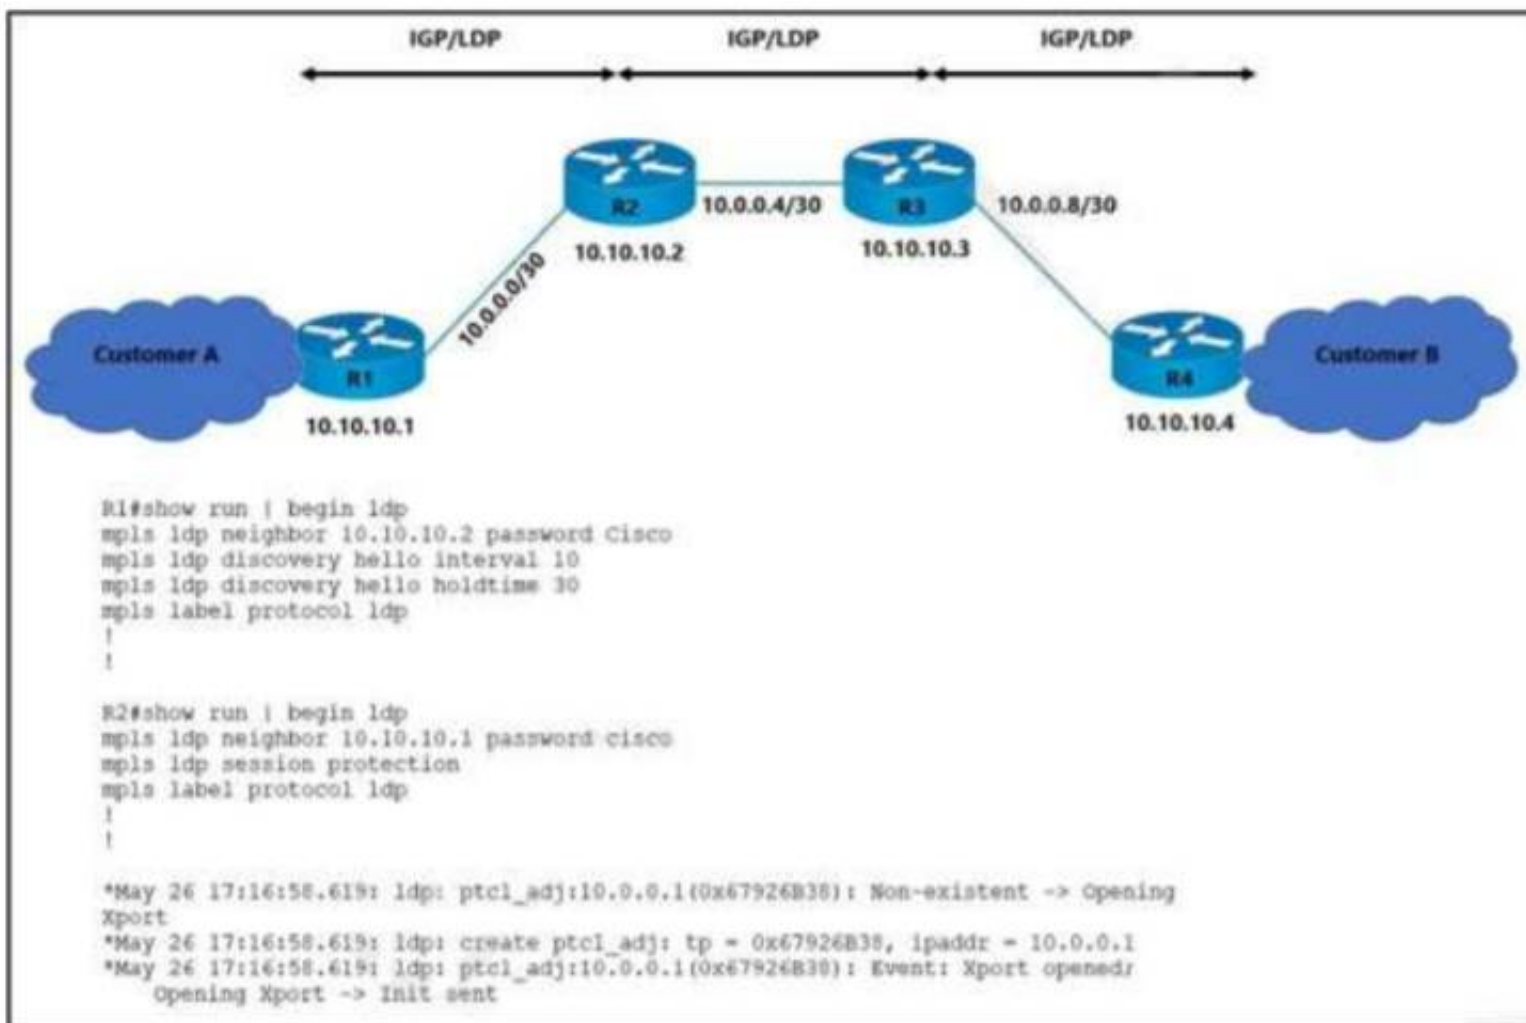 IGP/LDP IGP/LDP IGP/LDP
R2 10.0.0.4/30 R3 10.0.0.8/30
10.10.10.2 10.10.10.3
10.0.0.0/30
Customer A R1 R4 Customer B
10.10.10.1 10.10.10.4
R1#show run | begin ldp
mpls ldp neighbor 10.10.10.2 password Cisco
mpls ldp discovery hello interval 10
mpls ldp discovery hello holdtime 30
mpls label protocol ldp
!
!
R2#show run | begin ldp
mpls ldp neighbor 10.10.10.1 password cisco
mpls ldp session protection
mpls label protocol ldp
!
!
*May 26 17:16:58.619: ldp: ptcl_adj:10.0.0.1(0x67926B38): Non-existent -> Opening
Xport
*May 26 17:16:58.619: ldp: create ptcl_adj: tp = 0x67926B38, ipaddr = 10.0.0.1
*May 26 17:16:58.619: ldp: ptcl_adj:10.0.0.1(0x67926B38): Event: Xport opened;
Opening Xport -> Init sent